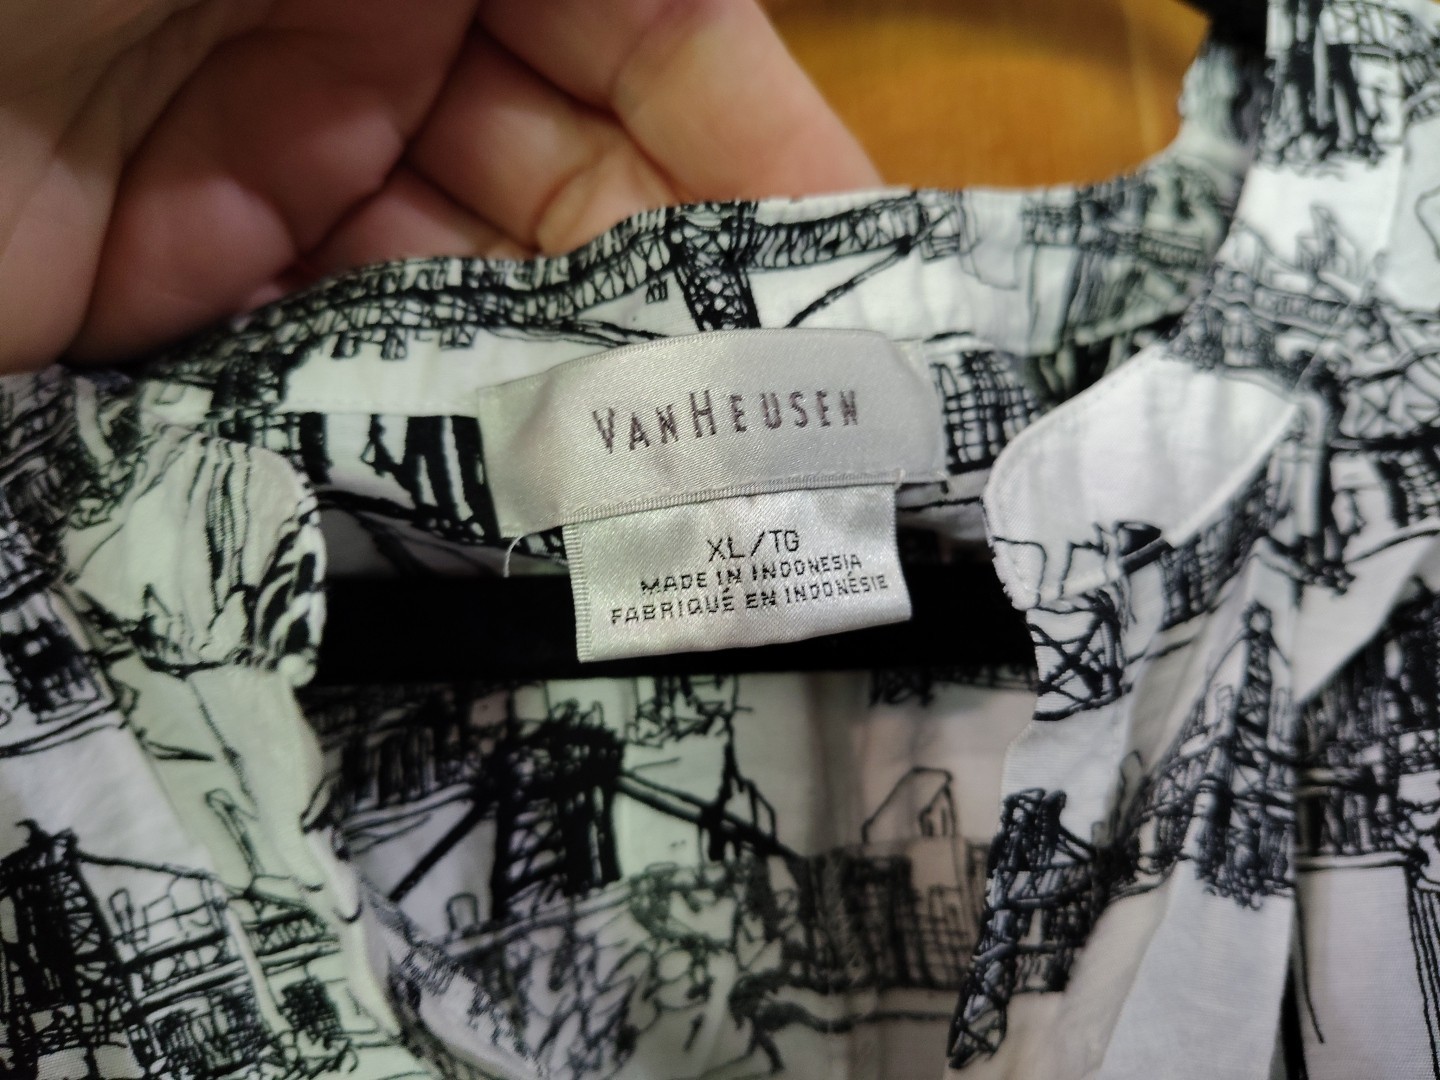 VANHEUSEN
XL/TG
MADE IN INDONESIA
FABRIQUÉ EN INDONÉSIE